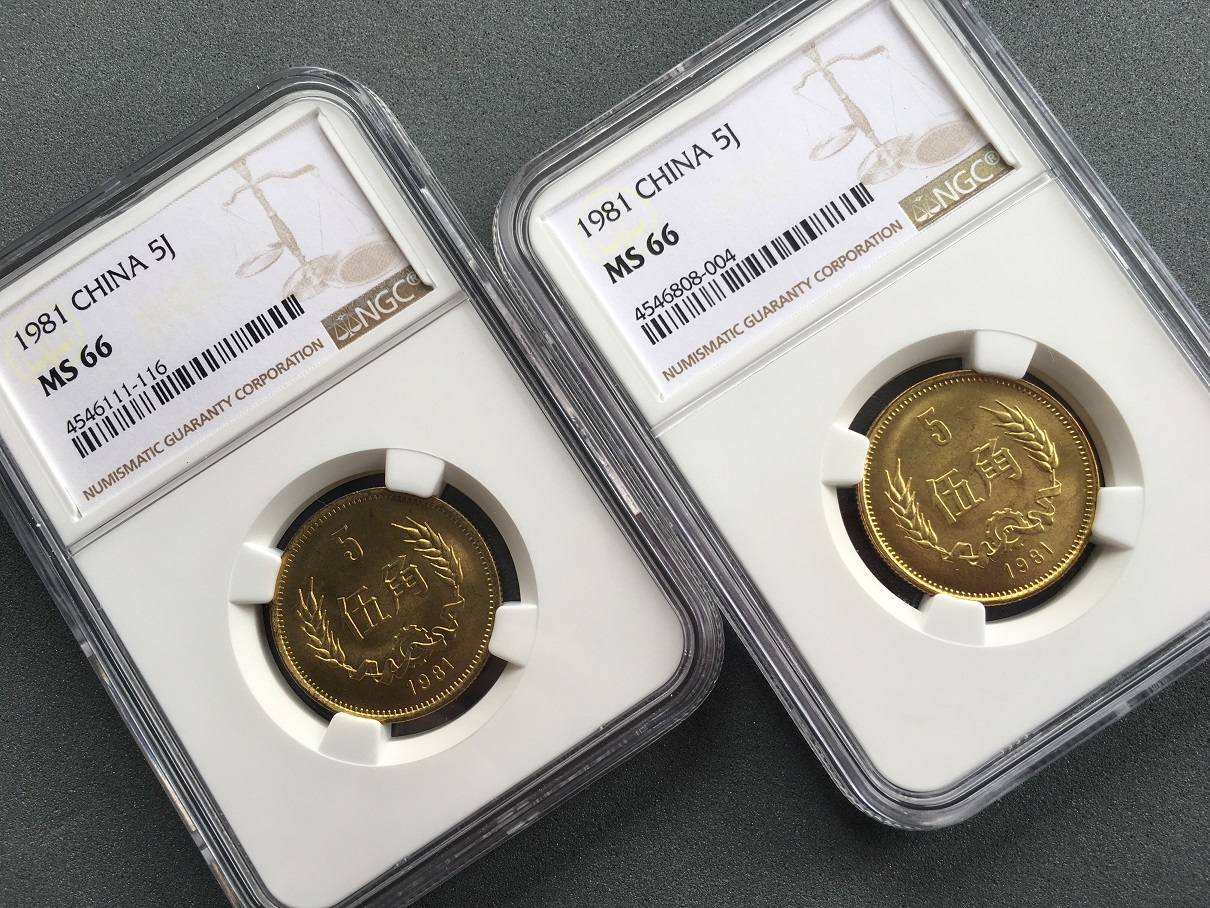 1981 CHINA 5J
MS 66
4546111-116
NGC®
NUMISMATIC GUARANTY CORPORATION
5
伍角
1981
1981 CHINA 5J
MS 66
4546808-004
NGC®
NUMISMATIC GUARANTY CORPORATION
5
伍角
1981